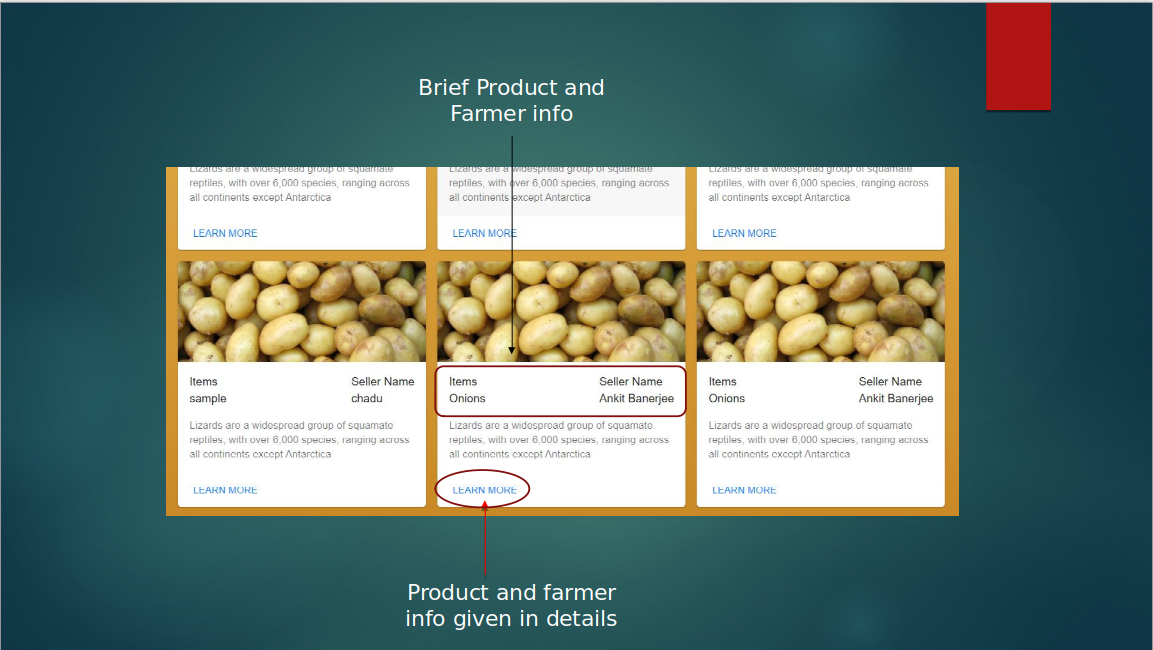 Brief Product and
Farmer info
Lizards are a widespread group of squamate
reptiles, with over 6,000 species, ranging across
all continents except Antarctica
LEARN MORE
Lizards are a widespread group of squamate
reptiles, with over 6,000 species, ranging across
all continents except Antarctica
LEARN MORE
Lizards are a widespread group of squamate
reptiles, with over 6,000 species, ranging across
all continents except Antarctica
LEARN MORE
Items Seller Name
sample chadu
Lizards are a widespread group of squamate
reptiles, with over 6,000 species, ranging across
all continents except Antarctica
LEARN MORE
Items Seller Name
Onions Ankit Banerjee
Lizards are a widespread group of squamate
reptiles, with over 6,000 species, ranging across
all continents except Antarctica
LEARN MORE
Items Seller Name
Onions Ankit Banerjee
Lizards are a widespread group of squamate
reptiles, with over 6,000 species, ranging across
all continents except Antarctica
LEARN MORE
Product and farmer
info given in details